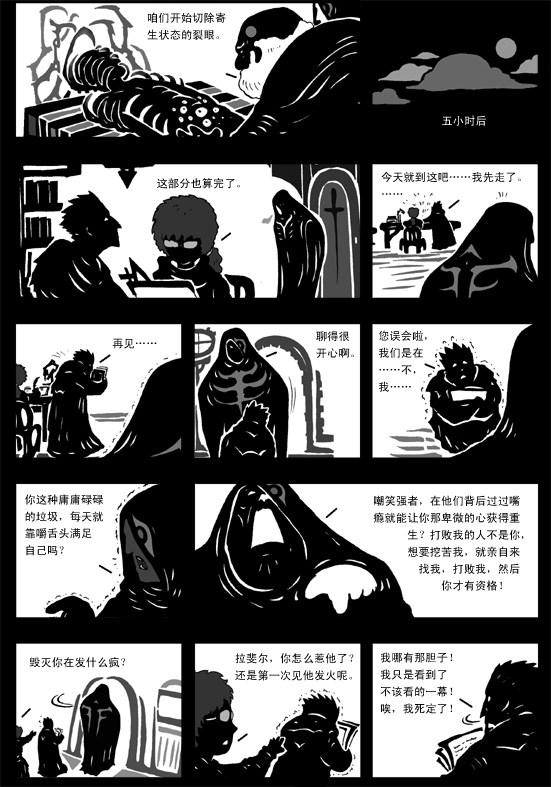 咱们开始切除寄
生状态的裂眼。
五小时后
这部分也算完了。
今天就到这吧……我先走了。
……
再见……
聊得很
开心啊。
您误会啦，
我们是在
……不，
我……
你这种庸庸碌碌
的垃圾，每天就
靠嚼舌头满足
自己吗？
嘲笑强者，在他们背后过过嘴
瘾就能让你那卑微的心获得重
生？打败我的人不是你，
想要挖苦我，就亲自来
找我，打败我，然后
你才有资格！
毁灭你在发什么疯？
拉斐尔，你怎么惹他了？
还是第一次见他发火呢。
我哪有那胆子！
我只是看到了
不该看的一幕！
唉，我死定了！